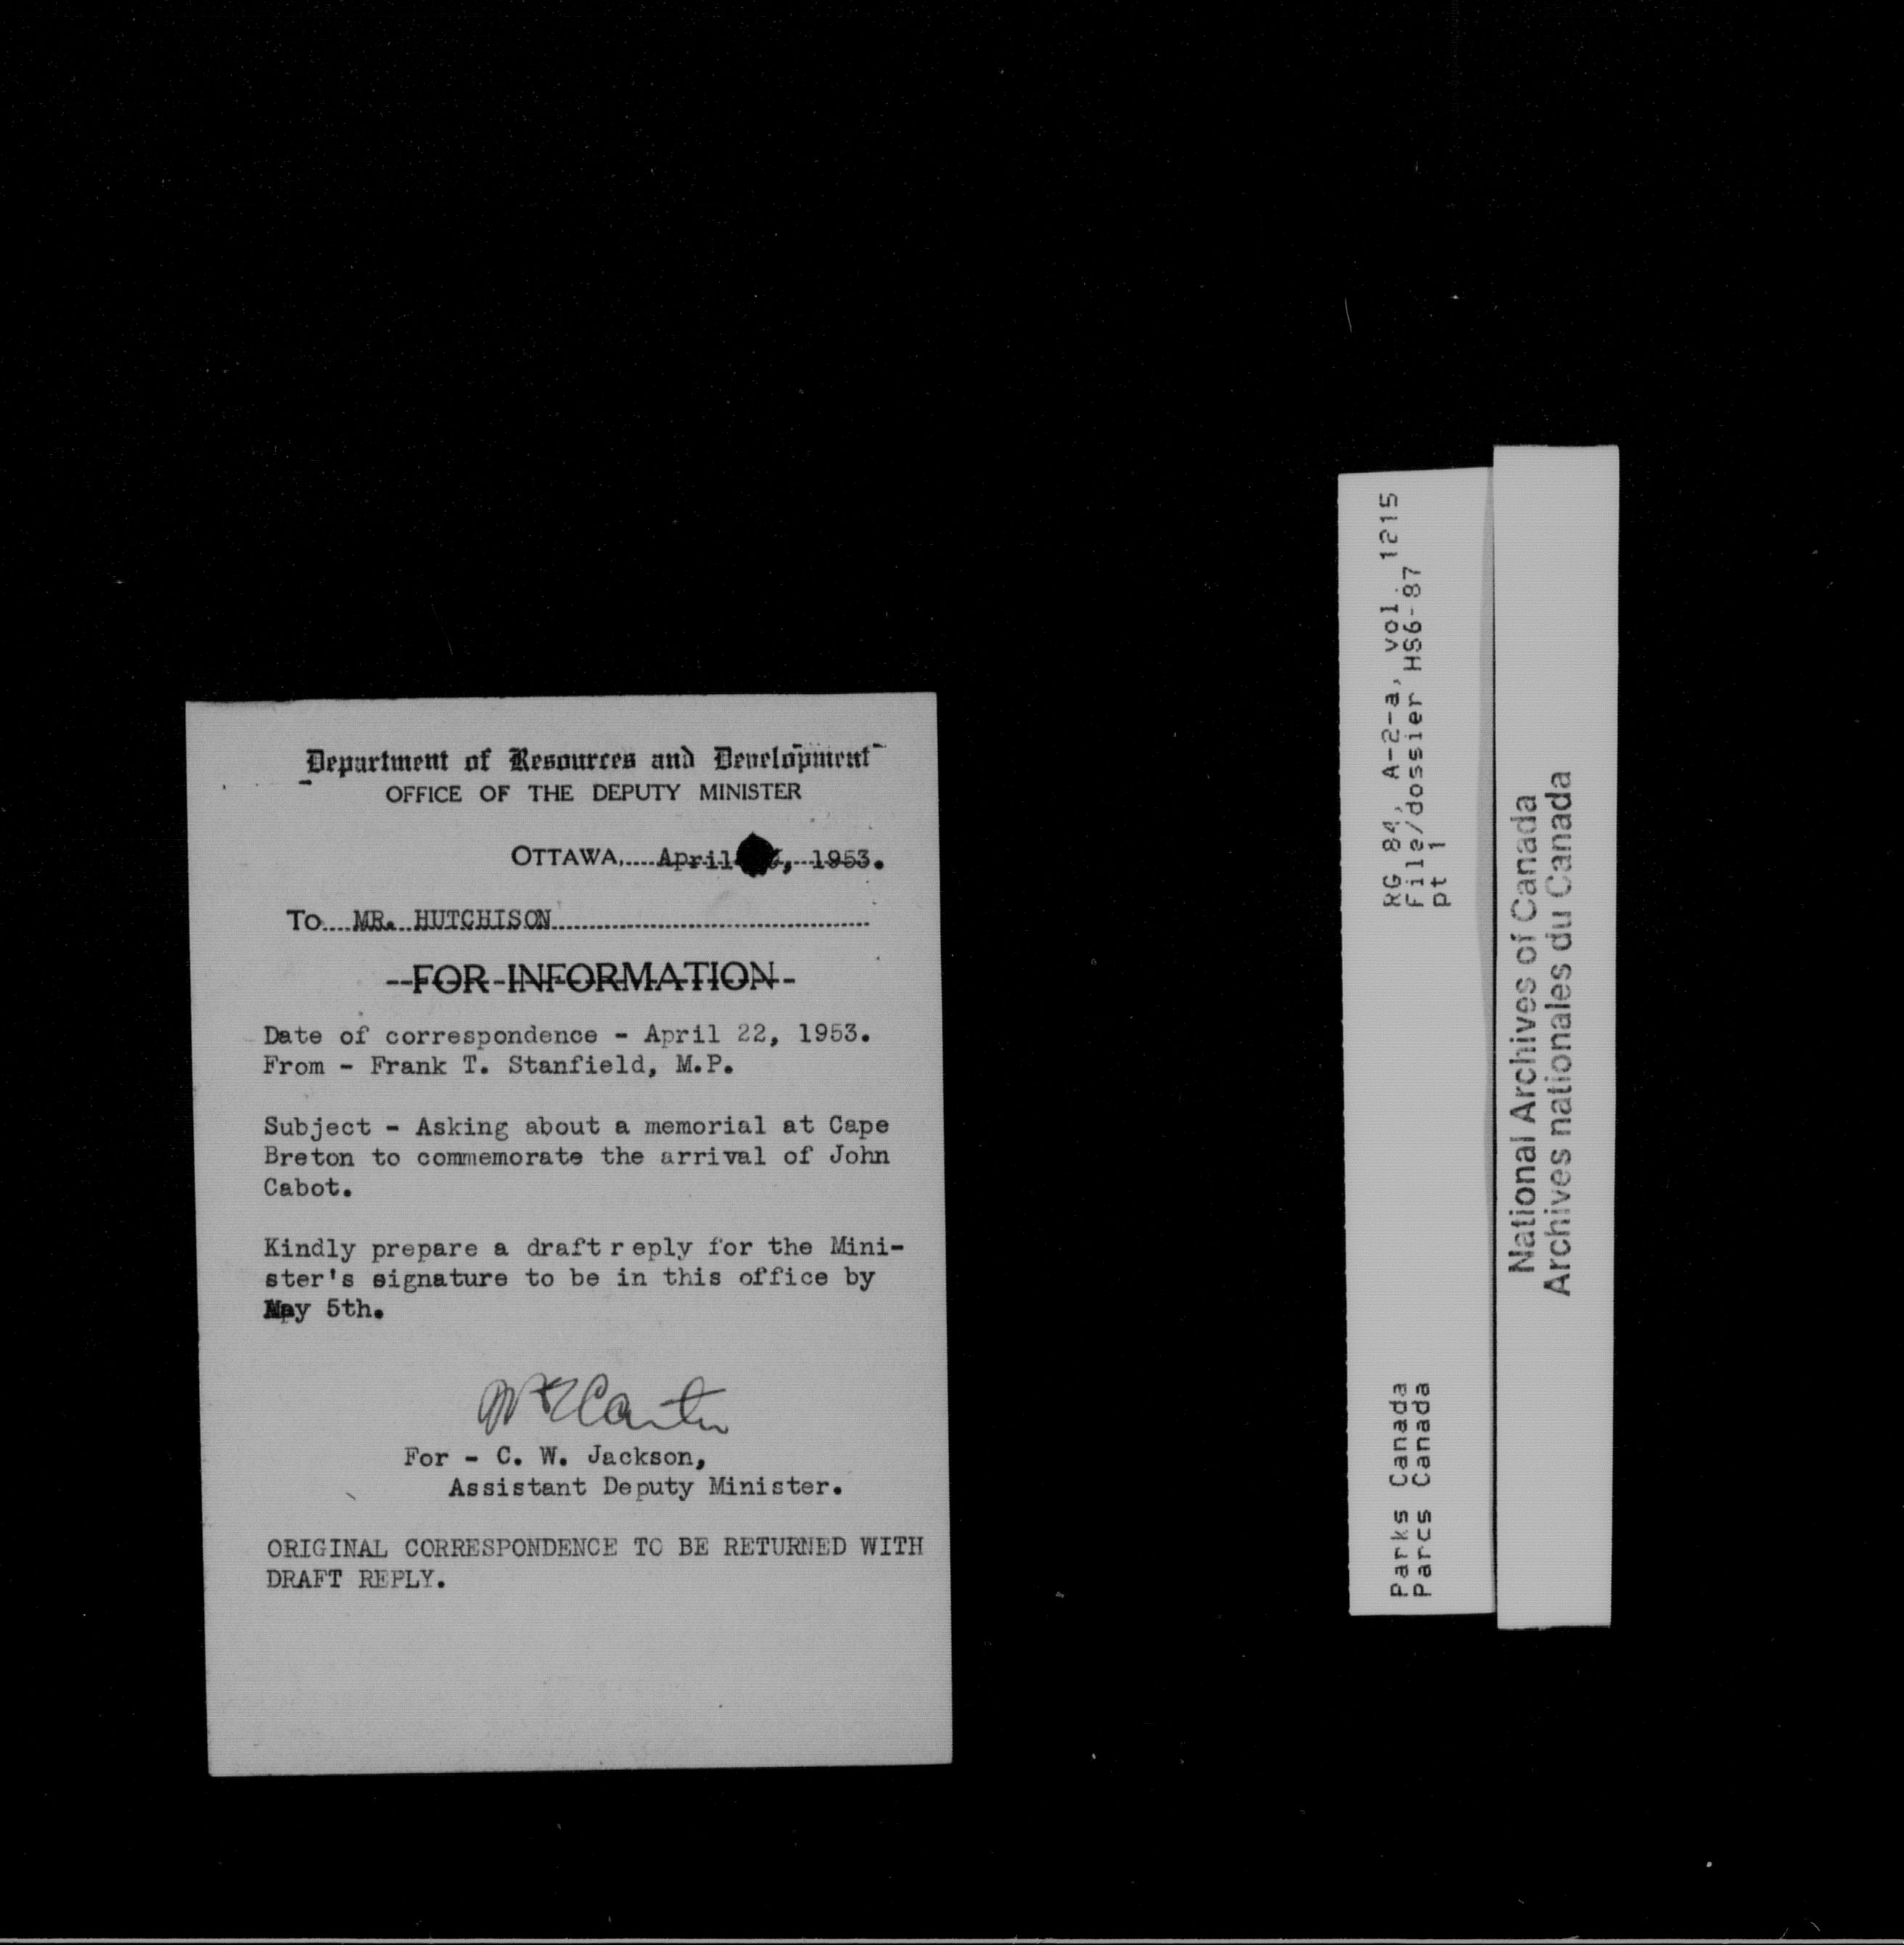 Department of Resources and Development
OFFICE OF THE DEPUTY MINISTER
OTTAWA, April , 1953.
To MR. HUTCHISON
--FOR-INFORMATION-
Date of correspondence - April 22, 1953.
From - Frank T. Stanfield, M.P.
Subject - Asking about a memorial at Cape
Breton to commemorate the arrival of John
Cabot.
Kindly prepare a draft reply for the Mini-
ster's signature to be in this office by
May 5th.
For - C. W. Jackson,
Assistant Deputy Minister.
ORIGINAL CORRESPONDENCE TO BE RETURNED WITH
DRAFT REPLY.
RG 84, A-2-a, vol. 1215
File/dossier HS6-87
pt 1
Parks Canada
Parcs Canada
National Archives of Canada
Archives nationales du Canada